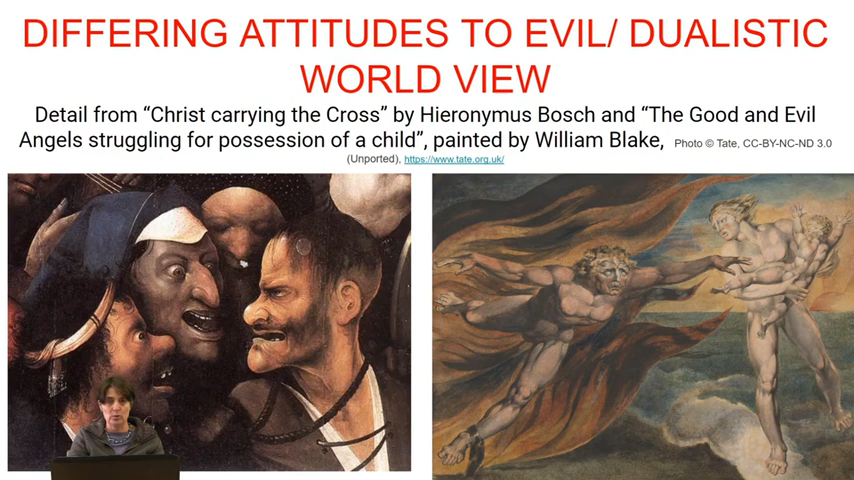 DIFFERING ATTITUDES TO EVIL/ DUALISTIC
WORLD VIEW
Detail from “Christ carrying the Cross” by Hieronymus Bosch and “The Good and Evil
Angels struggling for possession of a child”, painted by William Blake, Photo © Tate, CC-BY-NC-ND 3.0
(Unported), https://www.tate.org.uk/